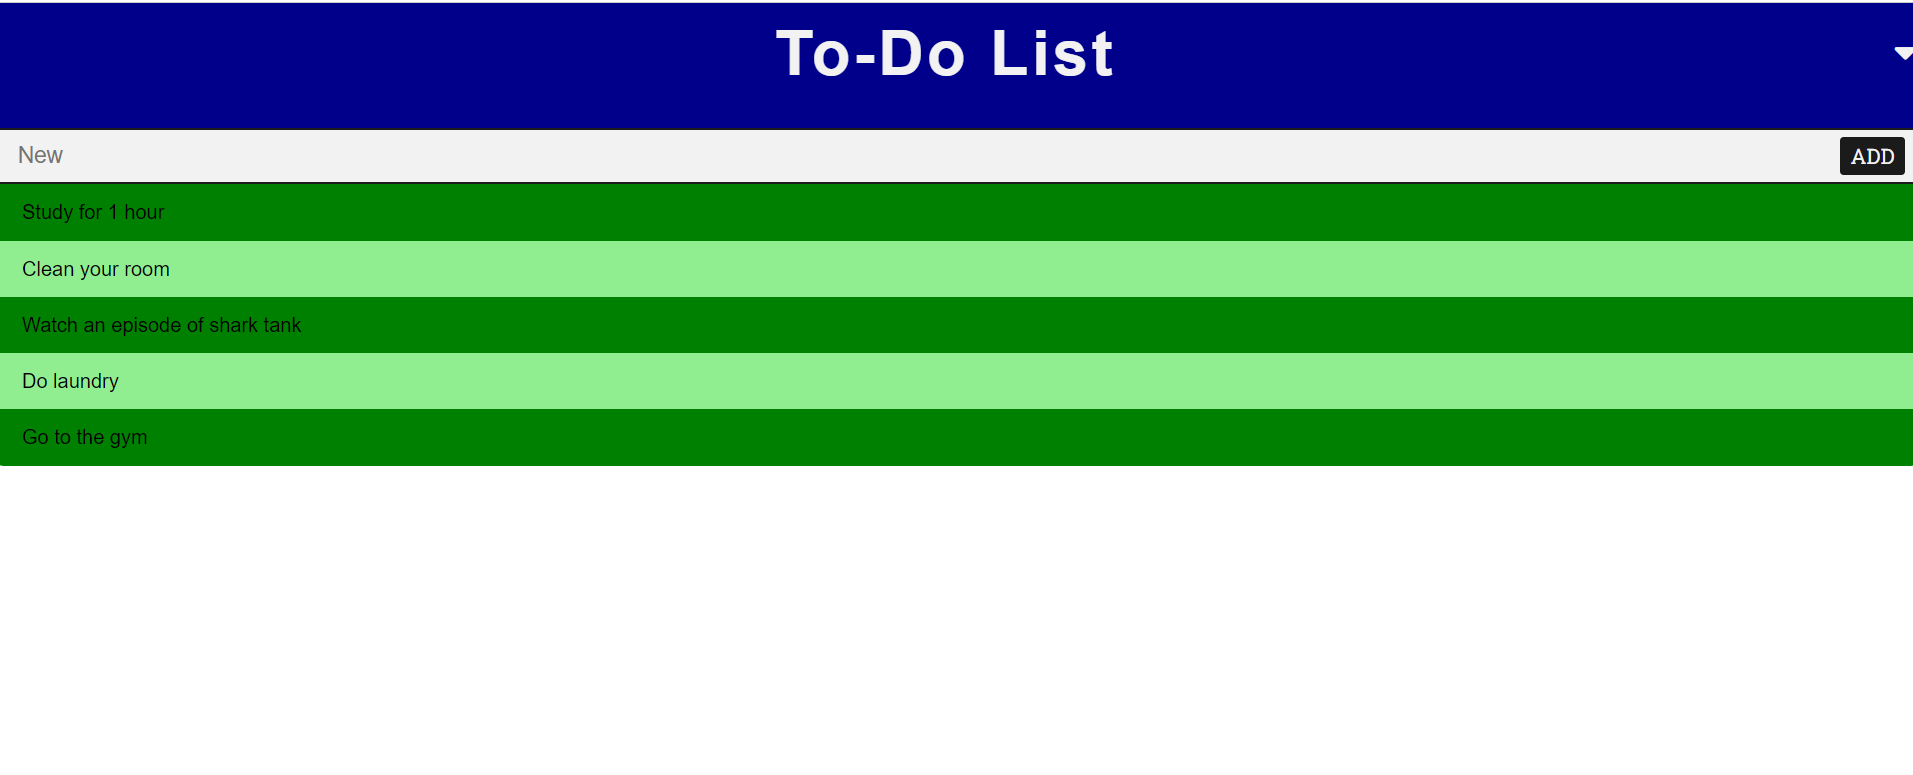 To-Do List
New
ADD
Study for 1 hour
Clean your room
Watch an episode of shark tank
Do laundry
Go to the gym